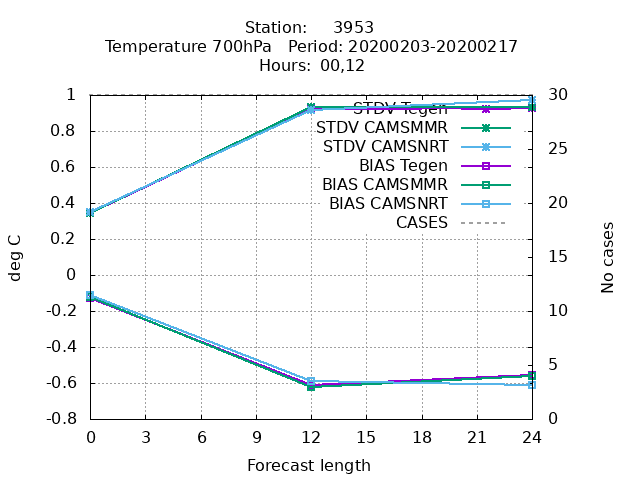 Station: 3953
Temperature 700hPa Period: 20200203-20200217
Hours: 00,12
1
0.8
0.6
0.4
0.2
0
-0.2
-0.4
-0.6
-0.8
deg C
30
25
20
15
10
5
0
No cases
STDV Tegen
STDV CAMSMMR
STDV CAMSNRT
BIAS Tegen
BIAS CAMSMMR
BIAS CAMSNRT
CASES
0 3 6 9 12 15 18 21 24
Forecast length